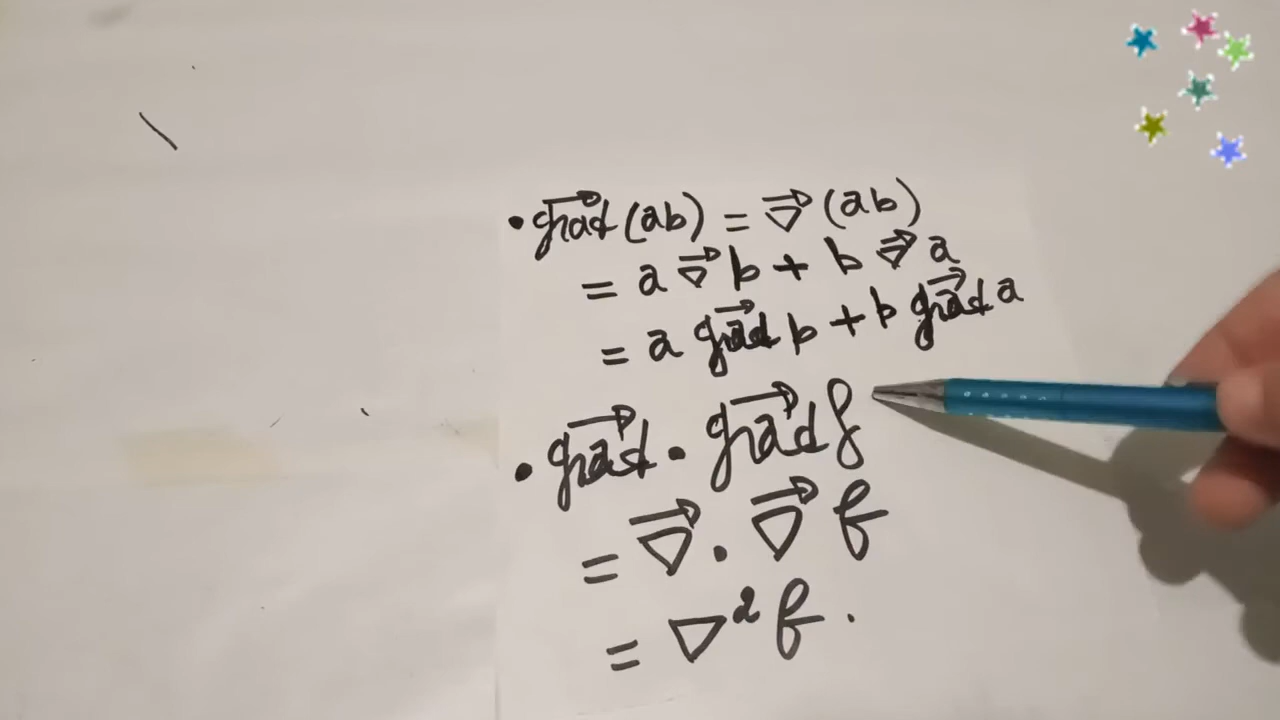 • grad⃗ (ab) = ∇⃗ (ab)
= a ∇⃗ b + b ∇⃗ a
= a grad⃗ b + b grad⃗ a
• grad⃗ · grad⃗ f
= ∇⃗ · ∇⃗ f
= ∇² f .